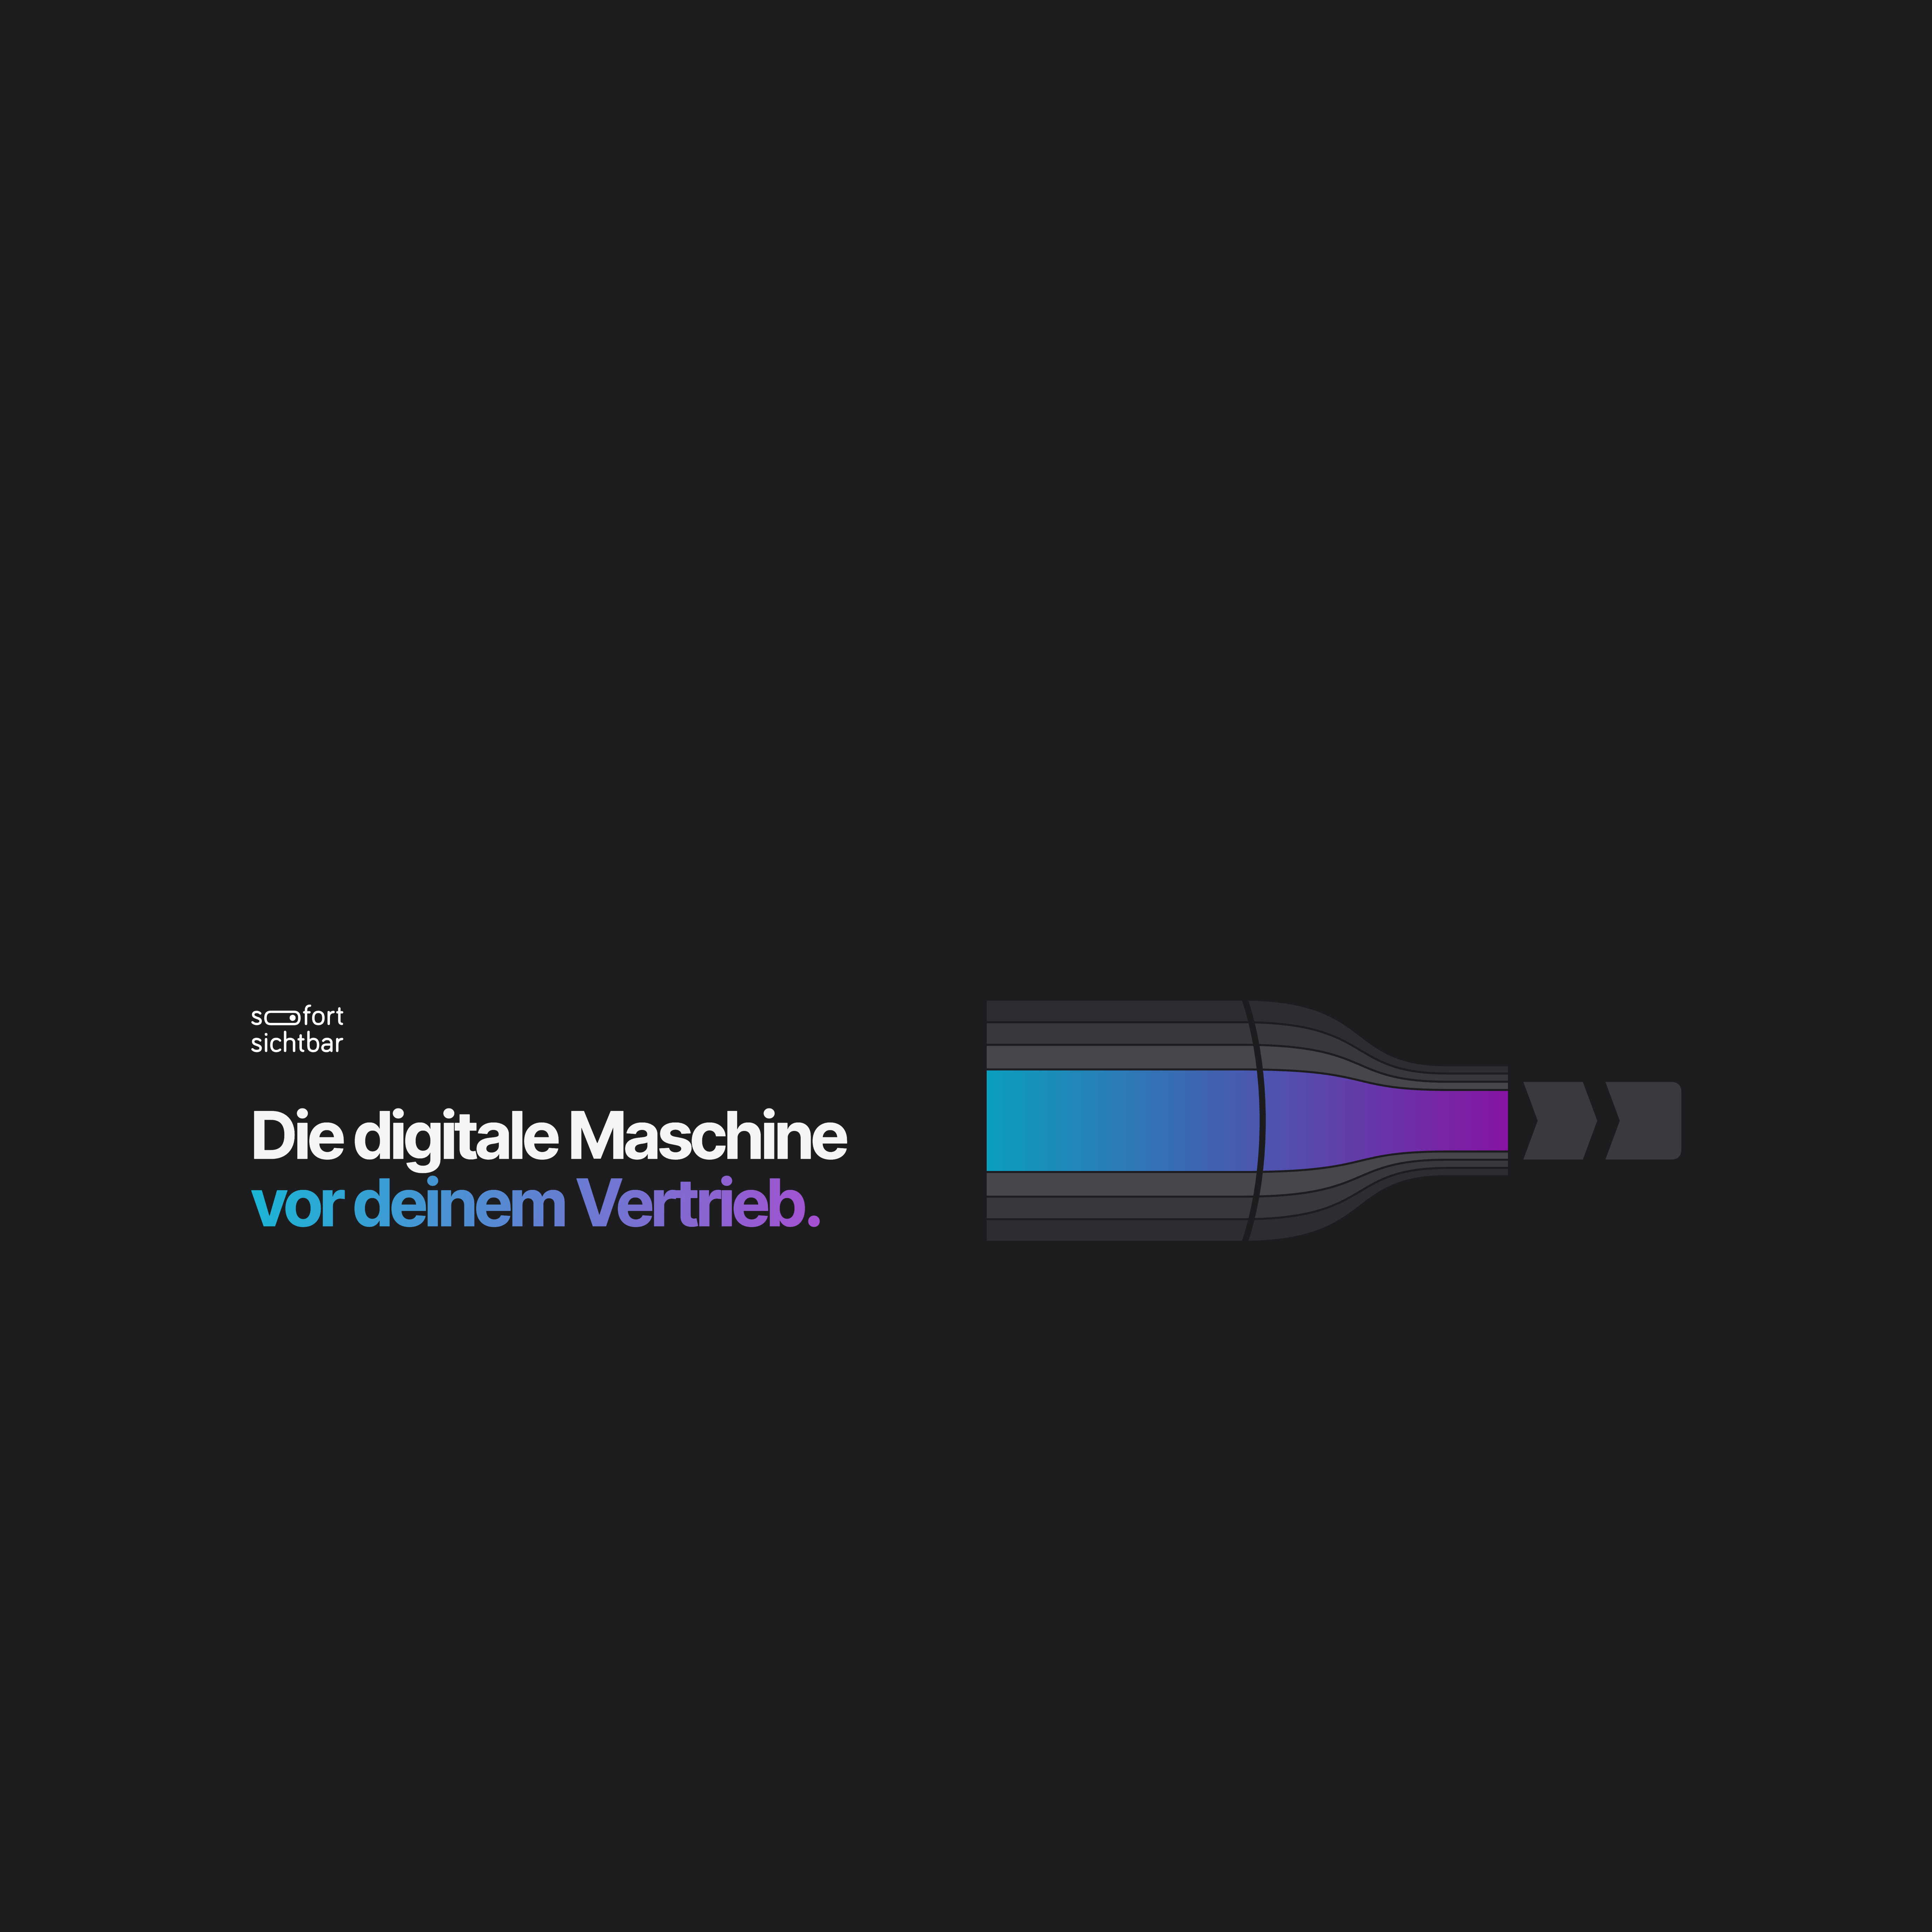 sofort
sichtbar
Die digitale Maschine
vor deinem Vertrieb.